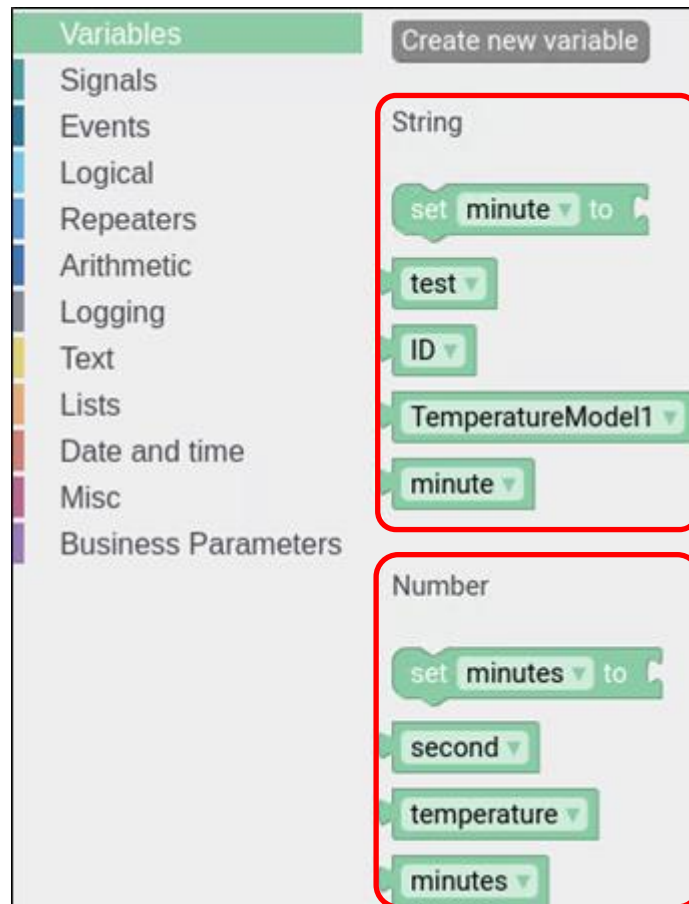 Variables
Signals
Events
Logical
Repeaters
Arithmetic
Logging
Text
Lists
Date and time
Misc
Business Parameters
Create new variable
String
set minute to
test
ID
TemperatureModel1
minute
Number
set minutes to
second
temperature
minutes